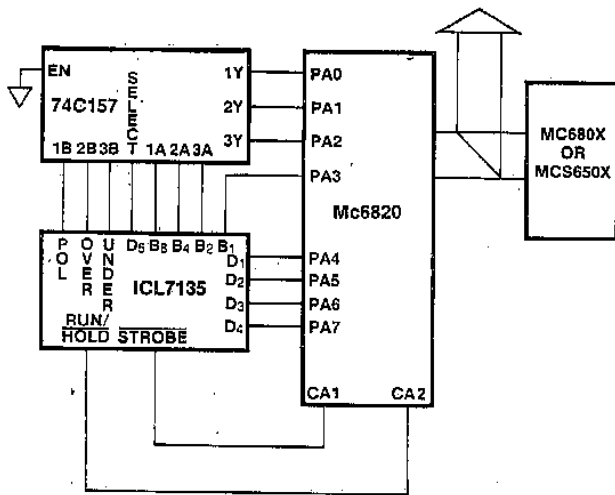 EN
74C157
SELECT
1Y
2Y
3Y
1B 2B 3B 1A 2A 3A
PA0
PA1
PA2
PA3
Mc6820
PA4
PA5
PA6
PA7
CA1 CA2
MC680X
OR
MCS650X
POL
OVER
UNDER
D5 B8 B4 B2 B1
D1
D2
D3
D4
ICL7135
RUN/
HOLD STROBE